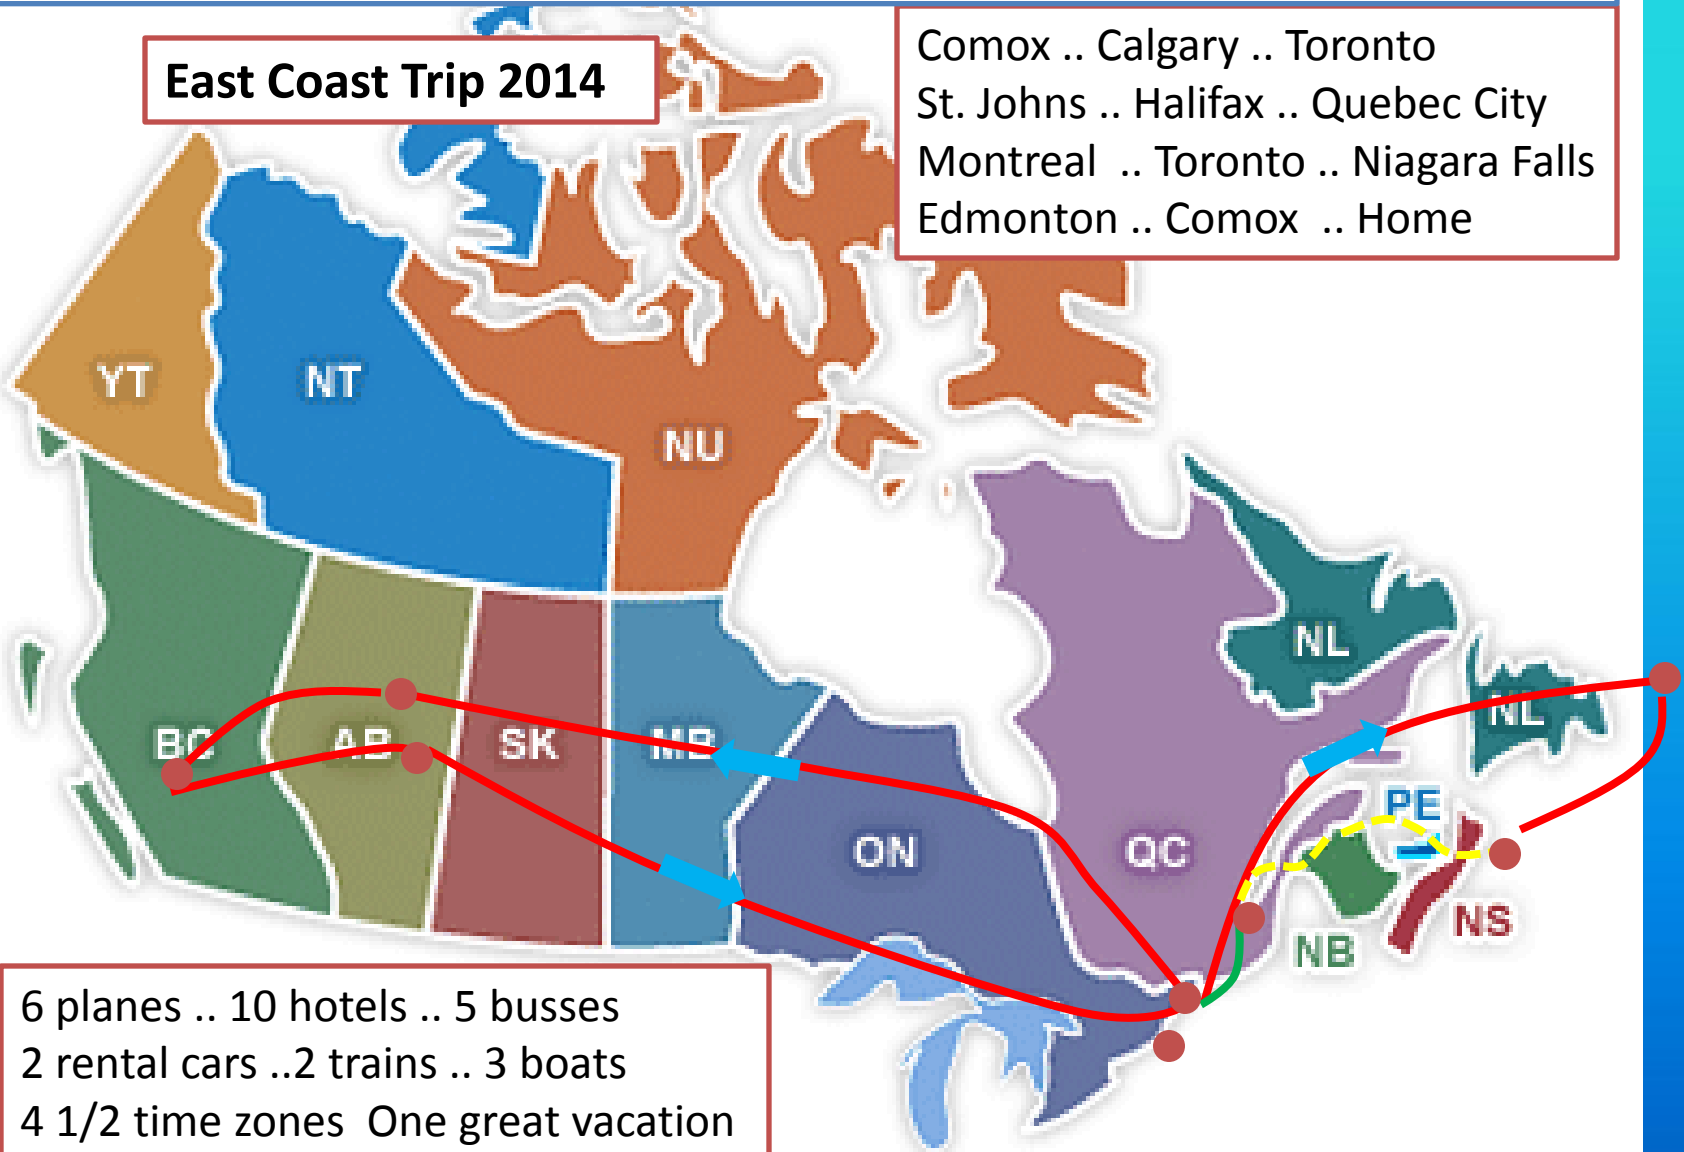 East Coast Trip 2014
Comox .. Calgary .. Toronto
St. Johns .. Halifax .. Quebec City
Montreal .. Toronto .. Niagara Falls
Edmonton .. Comox .. Home
YT
NT
NU
NL
NL
BC
AB
SK
MB
ON
QC
PE
NB
NS
6 planes .. 10 hotels .. 5 busses
2 rental cars ..2 trains .. 3 boats
4 1/2 time zones One great vacation